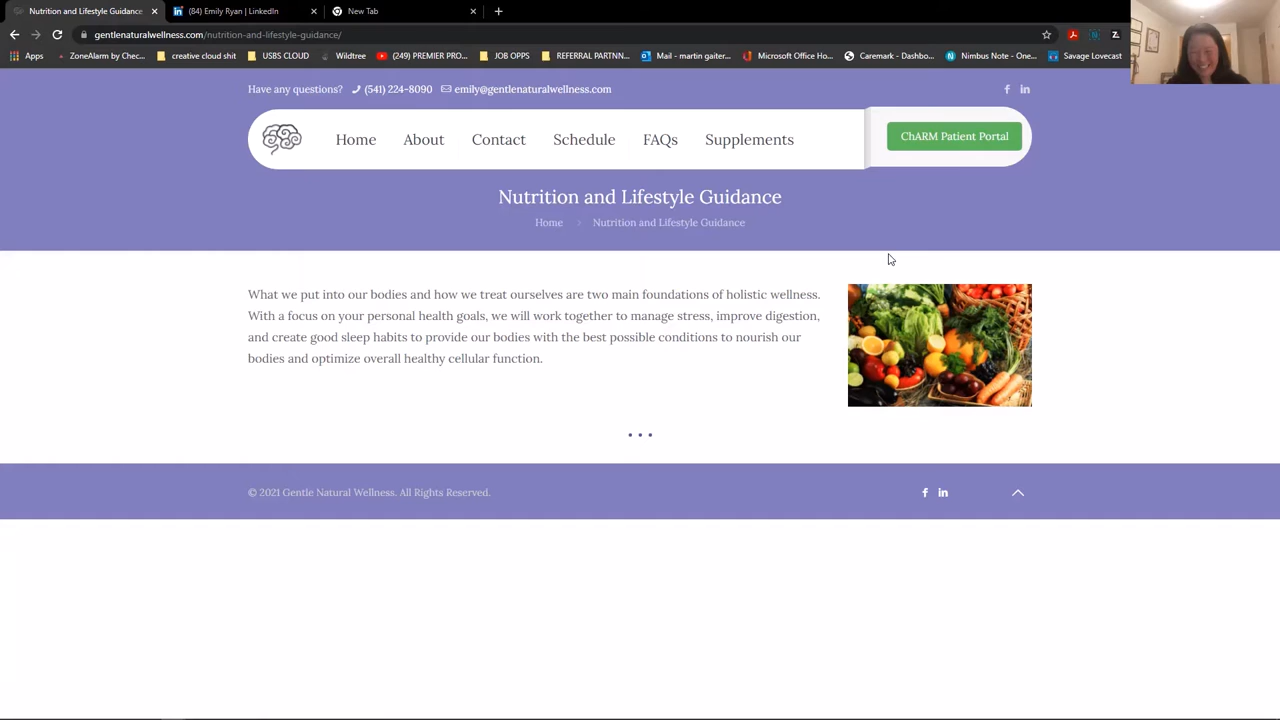 Nutrition and Lifestyle Guidance
(84) Emily Ryan | LinkedIn
New Tab
gentlenaturalwellness.com/nutrition-and-lifestyle-guidance/
Apps ZoneAlarm by Chec... creative cloud shit USBS CLOUD Wildtree (249) PREMIER PRO... JOB OPPS REFERRAL PARTNN... Mail - martin gaiter... Microsoft Office Ho... Caremark - Dashbo... Nimbus Note - One... Savage Lovecast
Have any questions? (541) 224-8090 emily@gentlenaturalwellness.com
Home About Contact Schedule FAQs Supplements ChARM Patient Portal
Nutrition and Lifestyle Guidance
Home > Nutrition and Lifestyle Guidance
What we put into our bodies and how we treat ourselves are two main foundations of holistic wellness.
With a focus on your personal health goals, we will work together to manage stress, improve digestion,
and create good sleep habits to provide our bodies with the best possible conditions to nourish our
bodies and optimize overall healthy cellular function.
© 2021 Gentle Natural Wellness. All Rights Reserved.